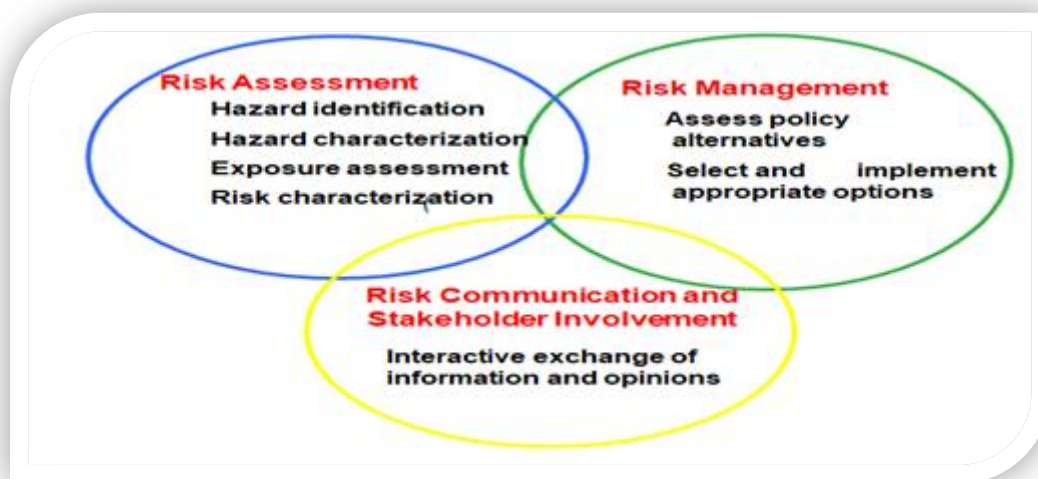 Risk Assessment
Hazard identification
Hazard characterization
Exposure assessment
Risk characterization
Risk Management
Assess policy
alternatives
Select and implement
appropriate options
Risk Communication and
Stakeholder Involvement
Interactive exchange of
information and opinions